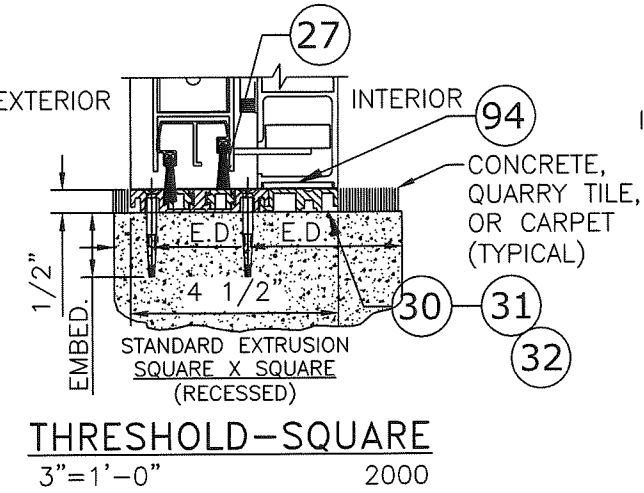 27
EXTERIOR
INTERIOR
94
CONCRETE,
QUARRY TILE,
OR CARPET
(TYPICAL)
E.D.
E.D.
1/2"
EMBED.
4 1/2"
30
31
32
STANDARD EXTRUSION
SQUARE X SQUARE
(RECESSED)
THRESHOLD-SQUARE
3"=1'-0"
2000